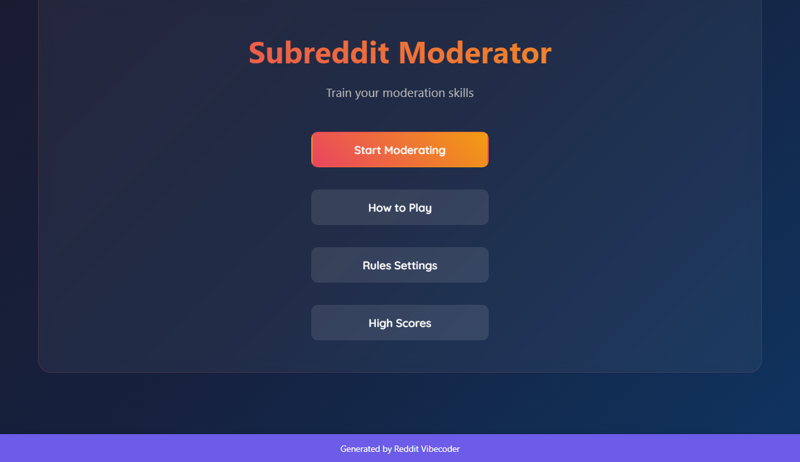 Subreddit Moderator
Train your moderation skills
Start Moderating
How to Play
Rules Settings
High Scores
Generated by Reddit Vibecoder